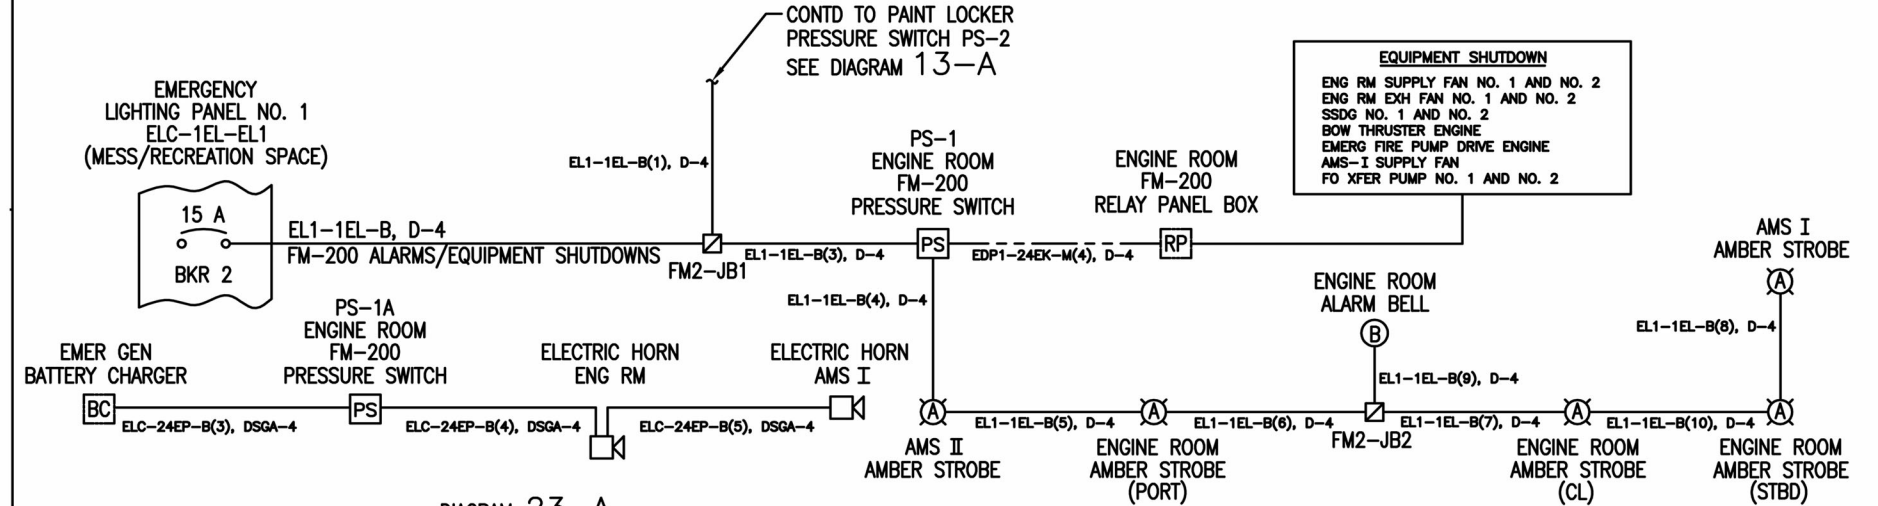 CONTD TO PAINT LOCKER
PRESSURE SWITCH PS-2
SEE DIAGRAM 13-A
EQUIPMENT SHUTDOWN
ENG RM SUPPLY FAN NO. 1 AND NO. 2
ENG RM EXH FAN NO. 1 AND NO. 2
SSDG NO. 1 AND NO. 2
BOW THRUSTER ENGINE
EMERG FIRE PUMP DRIVE ENGINE
AMS-I SUPPLY FAN
FO XFER PUMP NO. 1 AND NO. 2
EMERGENCY
LIGHTING PANEL NO. 1
ELC-1EL-EL1
(MESS/RECREATION SPACE)
15 A
BKR 2
EL1-1EL-B, D-4
FM-200 ALARMS/EQUIPMENT SHUTDOWNS
EL1-1EL-B(1), D-4
FM2-JB1
EL1-1EL-B(3), D-4
PS-1
ENGINE ROOM
FM-200
PRESSURE SWITCH
PS
EDP1-24EK-M(4), D-4
ENGINE ROOM
FM-200
RELAY PANEL BOX
RP
EL1-1EL-B(4), D-4
AMS I
AMBER STROBE
A
EL1-1EL-B(8), D-4
ENGINE ROOM
ALARM BELL
B
EL1-1EL-B(9), D-4
EMER GEN
BATTERY CHARGER
BC
ELC-24EP-B(3), DSGA-4
PS-1A
ENGINE ROOM
FM-200
PRESSURE SWITCH
PS
ELC-24EP-B(4), DSGA-4
ELECTRIC HORN
ENG RM
ELC-24EP-B(5), DSGA-4
ELECTRIC HORN
AMS I
A
AMS II
AMBER STROBE
EL1-1EL-B(5), D-4
A
ENGINE ROOM
AMBER STROBE
(PORT)
EL1-1EL-B(6), D-4
FM2-JB2
EL1-1EL-B(7), D-4
A
ENGINE ROOM
AMBER STROBE
(CL)
EL1-1EL-B(10), D-4
A
ENGINE ROOM
AMBER STROBE
(STBD)
DIAGRAM 23-A